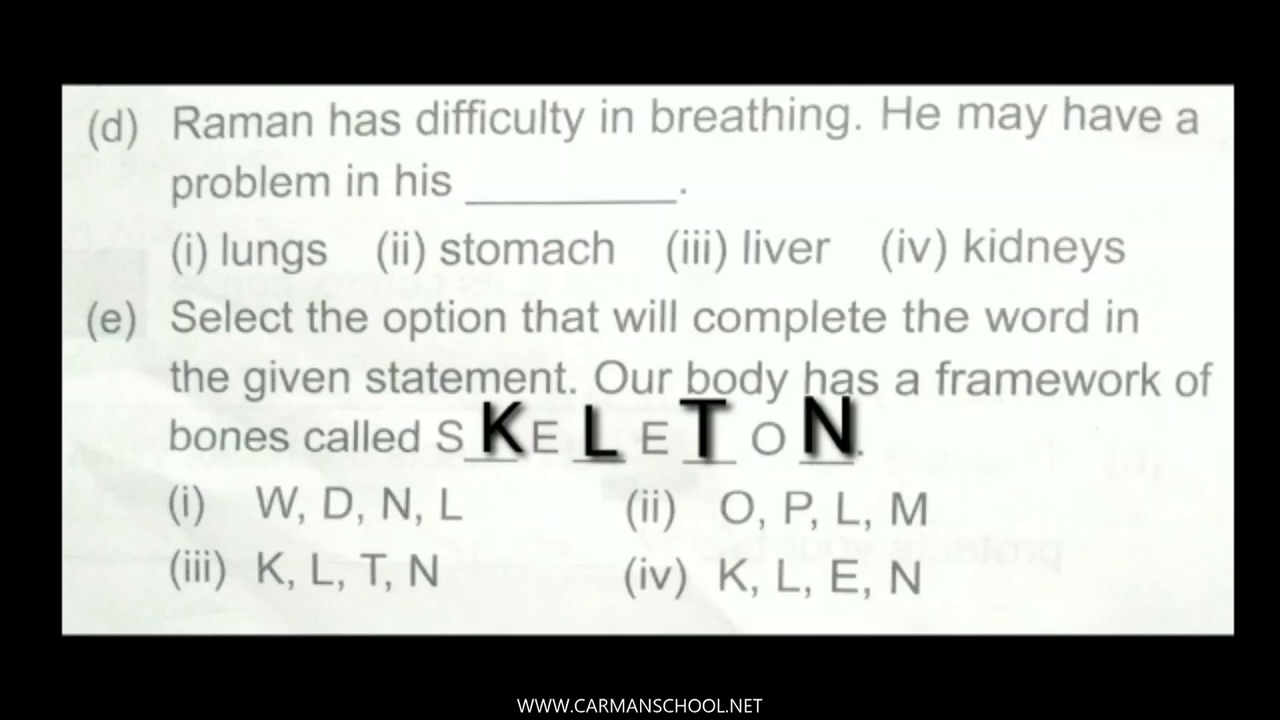 (d) Raman has difficulty in breathing. He may have a
problem in his __________.
(i) lungs (ii) stomach (iii) liver (iv) kidneys
(e) Select the option that will complete the word in
the given statement. Our body has a framework of
bones called S K E L E T O N.
(i) W, D, N, L (ii) O, P, L, M
(iii) K, L, T, N (iv) K, L, E, N
WWW.CARMANSCHOOL.NET